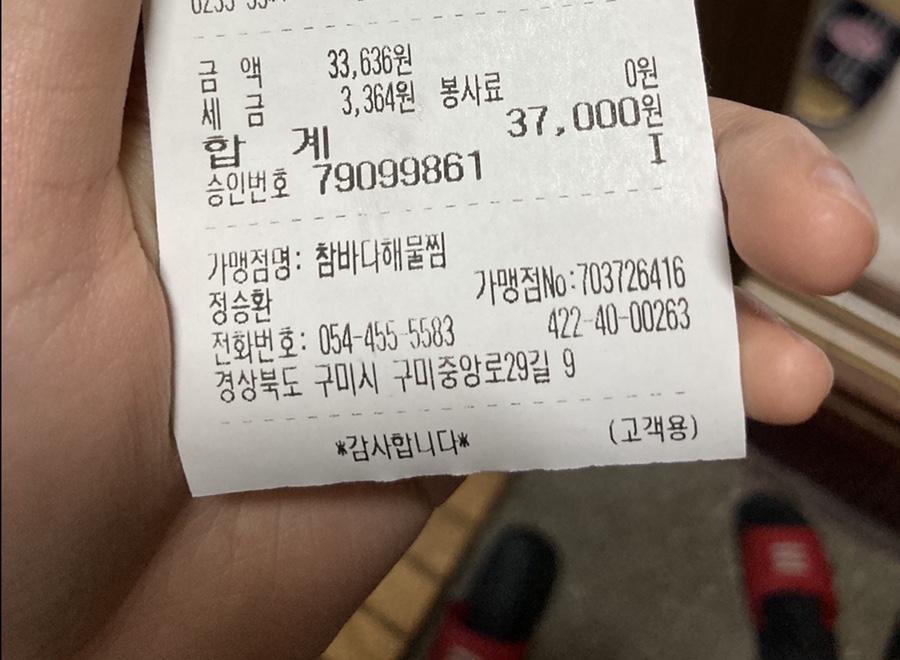 금 액 33,636원
세 금 3,364원 봉사료 0원
합 계 37,000원
승인번호 79099861 I
가맹점명: 참바다해물찜
정승환 가맹점No:703726416
전화번호: 054-455-5583 422-40-00263
경상북도 구미시 구미중앙로29길 9
*감사합니다* (고객용)